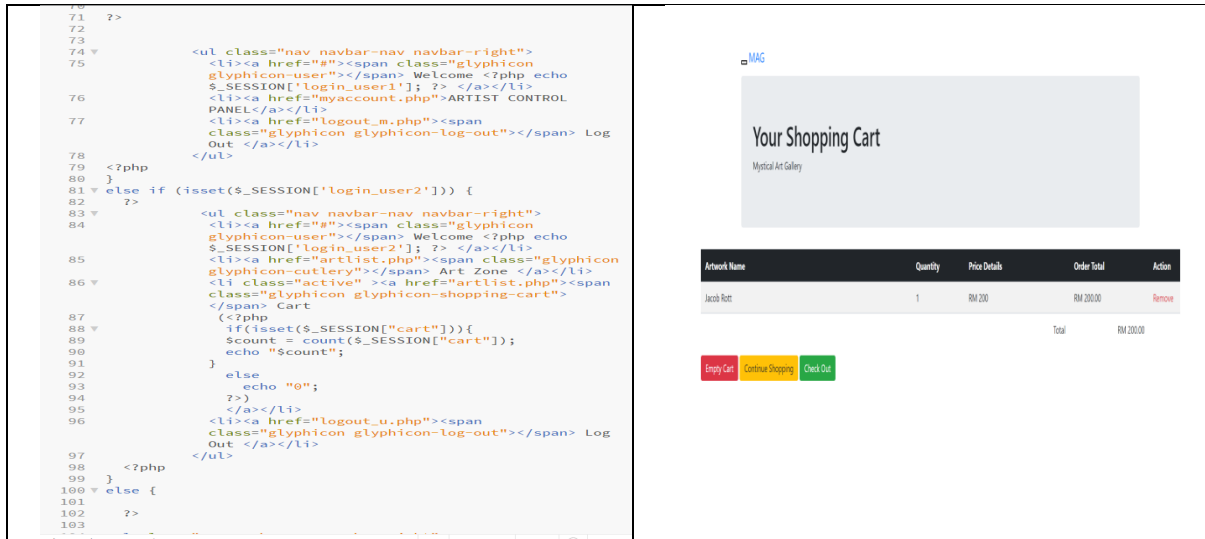 71 ?>
72
73
74 <ul class="nav navbar-nav navbar-right">
75 <li><a href="#"><span class="glyphicon
glyphicon-user"></span> Welcome <?php echo
$_SESSION['login_user1']; ?> </a></li>
76 <li><a href="myaccount.php">ARTIST CONTROL
PANEL</a></li>
77 <li><a href="logout_m.php"><span
class="glyphicon glyphicon-log-out"></span> Log
Out </a></li>
78 </ul>
79 <?php
80 }
81 else if (isset($_SESSION['login_user2'])) {
82 ?>
83 <ul class="nav navbar-nav navbar-right">
84 <li><a href="#"><span class="glyphicon
glyphicon-user"></span> Welcome <?php echo
$_SESSION['login_user2']; ?> </a></li>
85 <li><a href="artlist.php"><span class="glyphicon
glyphicon-cutlery"></span> Art Zone </a></li>
86 <li class="active" ><a href="artlist.php"><span
class="glyphicon glyphicon-shopping-cart">
</span> Cart
87 (<?php
88 if(isset($_SESSION["cart"])){
89 $count = count($_SESSION["cart"]);
90 echo "$count";
91 }
92 else
93 echo "0";
94 ?>)
95 </a></li>
96 <li><a href="logout_u.php"><span
class="glyphicon glyphicon-log-out"></span> Log
Out </a></li>
97 </ul>
98 <?php
99 }
100 else {
101
102 ?>
103
MAG
Your Shopping Cart
Mystical Art Gallery
Artwork Name Quantity Price Details Order Total Action
Jacob Rott 1 RM 200 RM 200.00 Remove
Total RM 200.00
Empty Cart Continue Shopping Check Out